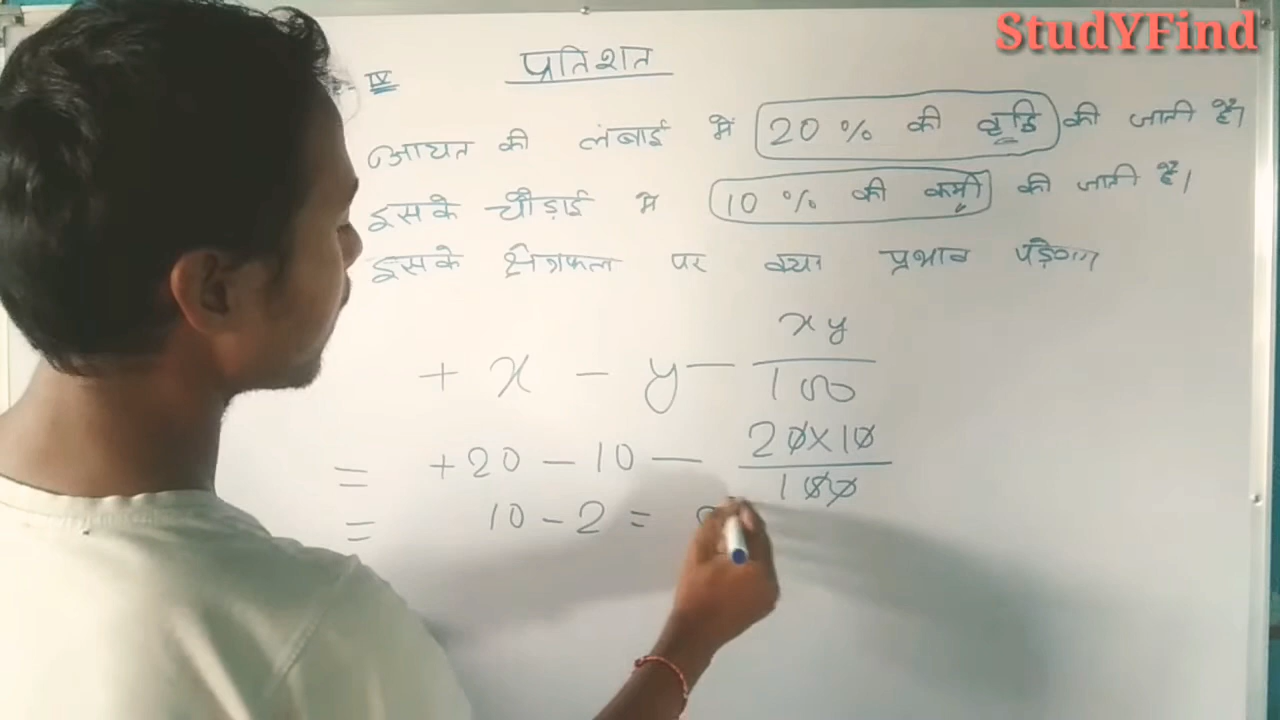 StudYFind
IV प्रतिशत
आयत की लंबाई में 20 % की वृद्धि की जाती है।
इसके चौड़ाई मे 10 % की कमी की जाती है।
इसके क्षेत्रफल पर क्या प्रभाव पड़ेगा
+ x - y - xy/100
= +20 - 10 - 20×10/100
= 10 - 2 =